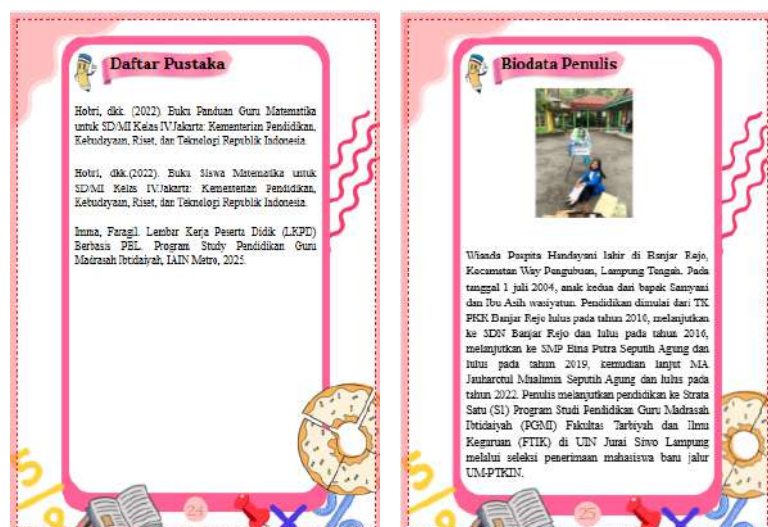 Daftar Pustaka
Hobri, dkk. (2022). Buku Panduan Guru Matematika
untuk SD/MI Kelas IV.Jakarta: Kementerian Pendidikan,
Kebudayaan, Riset, dan Teknologi Republik Indonesia.
Hobri, dkk.(2022). Buku Siswa Matematika untuk
SD/MI Kelas IV.Jakarta: Kementerian Pendidikan,
Kebudayaan, Riset, dan Teknologi Republik Indonesia.
Imma, Faragil. Lembar Kerja Peserta Didik (LKPD)
Berbasis PBL. Program Study Pendidikan Guru
Madrasah Ibtidaiyah, IAIN Metro, 2025.
24
Biodata Penulis
Wianda Puspita Handayani lahir di Banjar Rejo,
Kecamatan Way Pengubuan, Lampung Tengah. Pada
tanggal 1 juli 2004, anak kedua dari bapak Samyani
dan Ibu Asih wasiyatun. Pendidikan dimulai dari TK
PKK Banjar Rejo lulus pada tahun 2010, melanjutkan
ke SDN Banjar Rejo dan lulus pada tahun 2016,
melanjutkan ke SMP Bina Putra Seputih Agung dan
lulus pada tahun 2019, kemudian lanjut MA
Jauharotul Mualimin Seputih Agung dan lulus pada
tahun 2022. Penulis melanjutkan pendidikan ke Strata
Satu (S1) Program Studi Pendidikan Guru Madrasah
Ibtidaiyah (PGMI) Fakultas Tarbiyah dan Ilmu
Keguruan (FTIK) di UIN Jurai Siwo Lampung
melalui seleksi penerimaan mahasiswa baru jalur
UM-PTKIN.
25